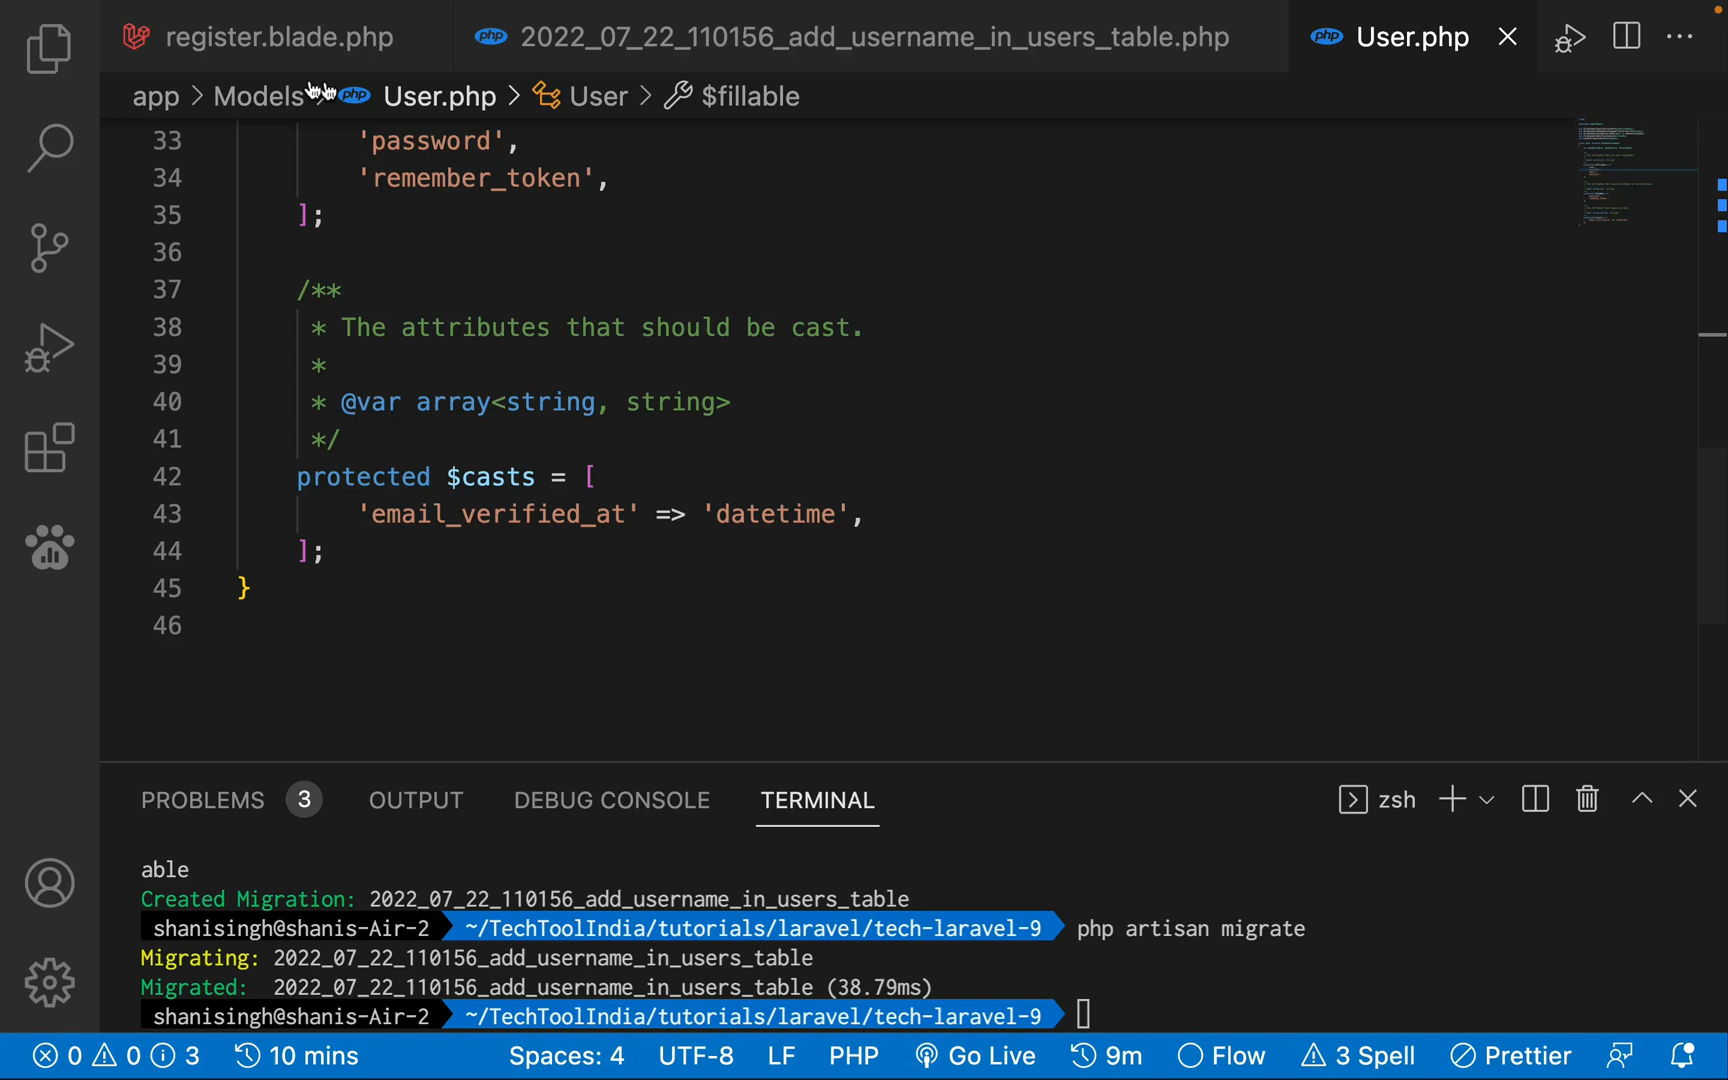 register.blade.php
php 2022_07_22_110156_add_username_in_users_table.php
php User.php
app > Models > php User.php > User > $fillable
33 'password',
34 'remember_token',
35 ];
36
37 /**
38 * The attributes that should be cast.
39 *
40 * @var array<string, string>
41 */
42 protected $casts = [
43 'email_verified_at' => 'datetime',
44 ];
45 }
46
PROBLEMS 3 OUTPUT DEBUG CONSOLE TERMINAL
zsh
able
Created Migration: 2022_07_22_110156_add_username_in_users_table
shanisingh@shanis-Air-2 ~/TechToolIndia/tutorials/laravel/tech-laravel-9 php artisan migrate
Migrating: 2022_07_22_110156_add_username_in_users_table
Migrated: 2022_07_22_110156_add_username_in_users_table (38.79ms)
shanisingh@shanis-Air-2 ~/TechToolIndia/tutorials/laravel/tech-laravel-9
0 0 3 10 mins Spaces: 4 UTF-8 LF PHP Go Live 9m Flow 3 Spell Prettier